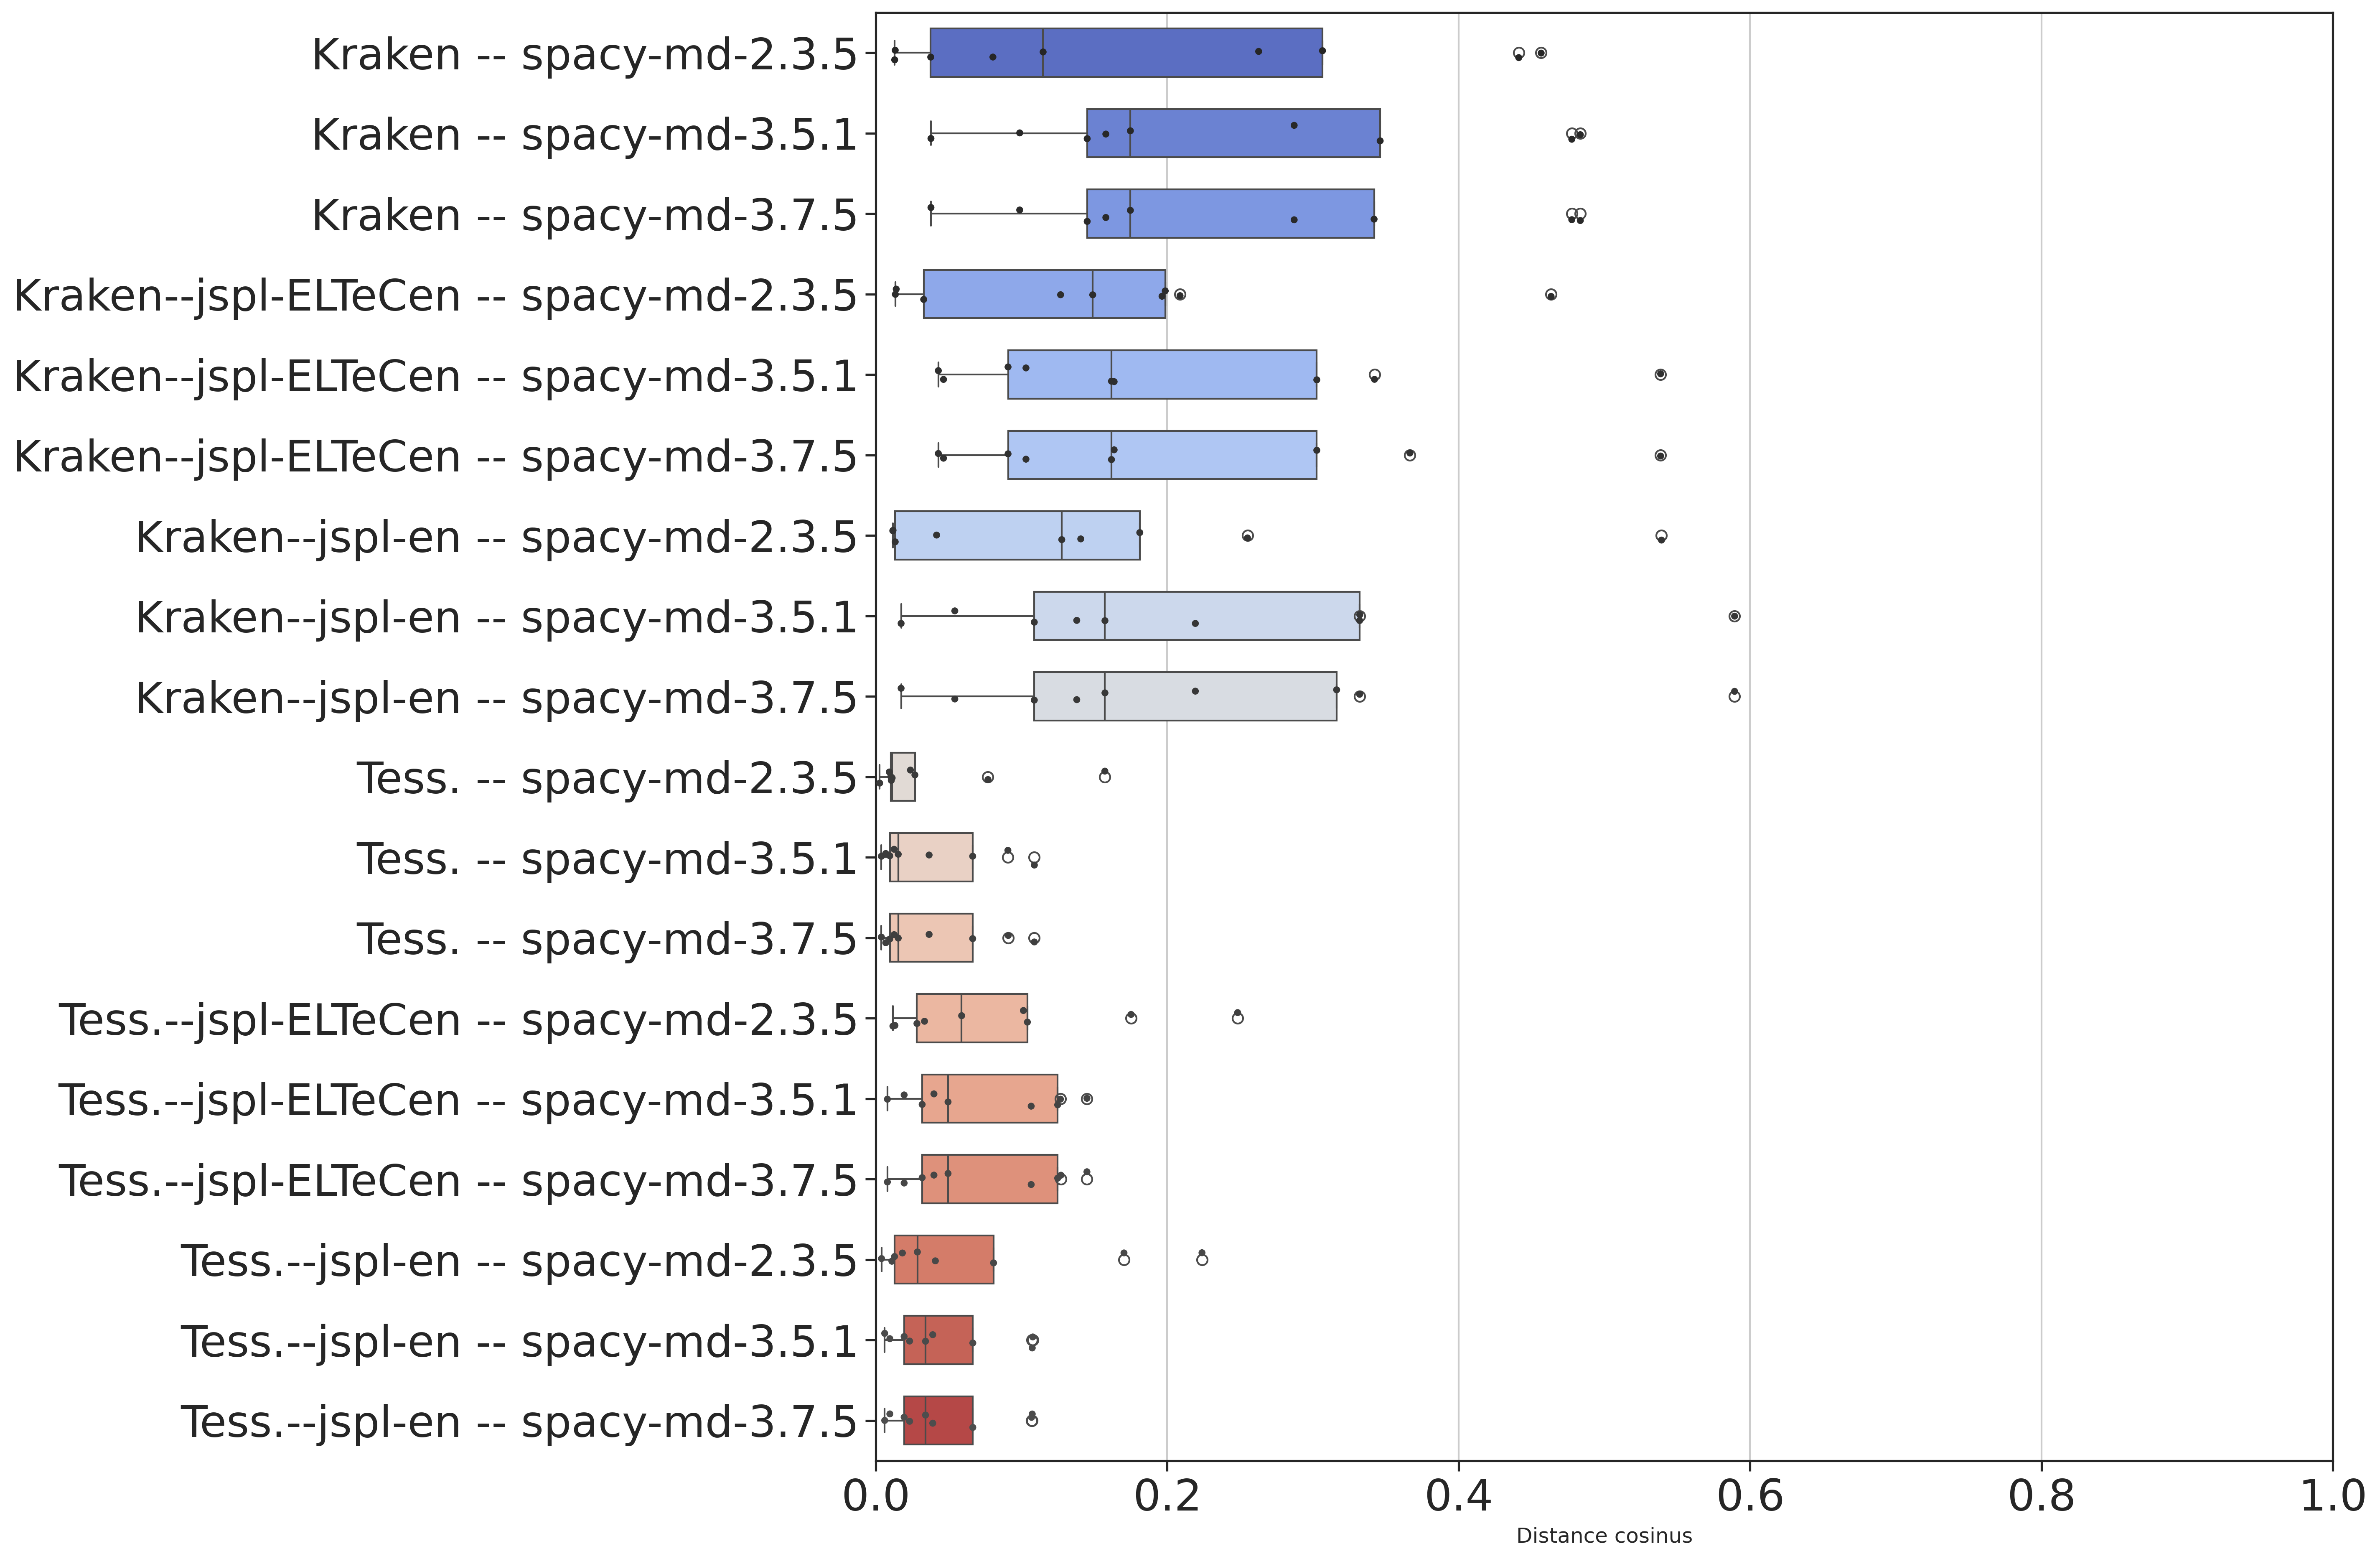 Kraken -- spacy-md-2.3.5
Kraken -- spacy-md-3.5.1
Kraken -- spacy-md-3.7.5
Kraken--jspl-ELTeCen -- spacy-md-2.3.5
Kraken--jspl-ELTeCen -- spacy-md-3.5.1
Kraken--jspl-ELTeCen -- spacy-md-3.7.5
Kraken--jspl-en -- spacy-md-2.3.5
Kraken--jspl-en -- spacy-md-3.5.1
Kraken--jspl-en -- spacy-md-3.7.5
Tess. -- spacy-md-2.3.5
Tess. -- spacy-md-3.5.1
Tess. -- spacy-md-3.7.5
Tess.--jspl-ELTeCen -- spacy-md-2.3.5
Tess.--jspl-ELTeCen -- spacy-md-3.5.1
Tess.--jspl-ELTeCen -- spacy-md-3.7.5
Tess.--jspl-en -- spacy-md-2.3.5
Tess.--jspl-en -- spacy-md-3.5.1
Tess.--jspl-en -- spacy-md-3.7.5
0.0 0.2 0.4 0.6 0.8 1.0
Distance cosinus